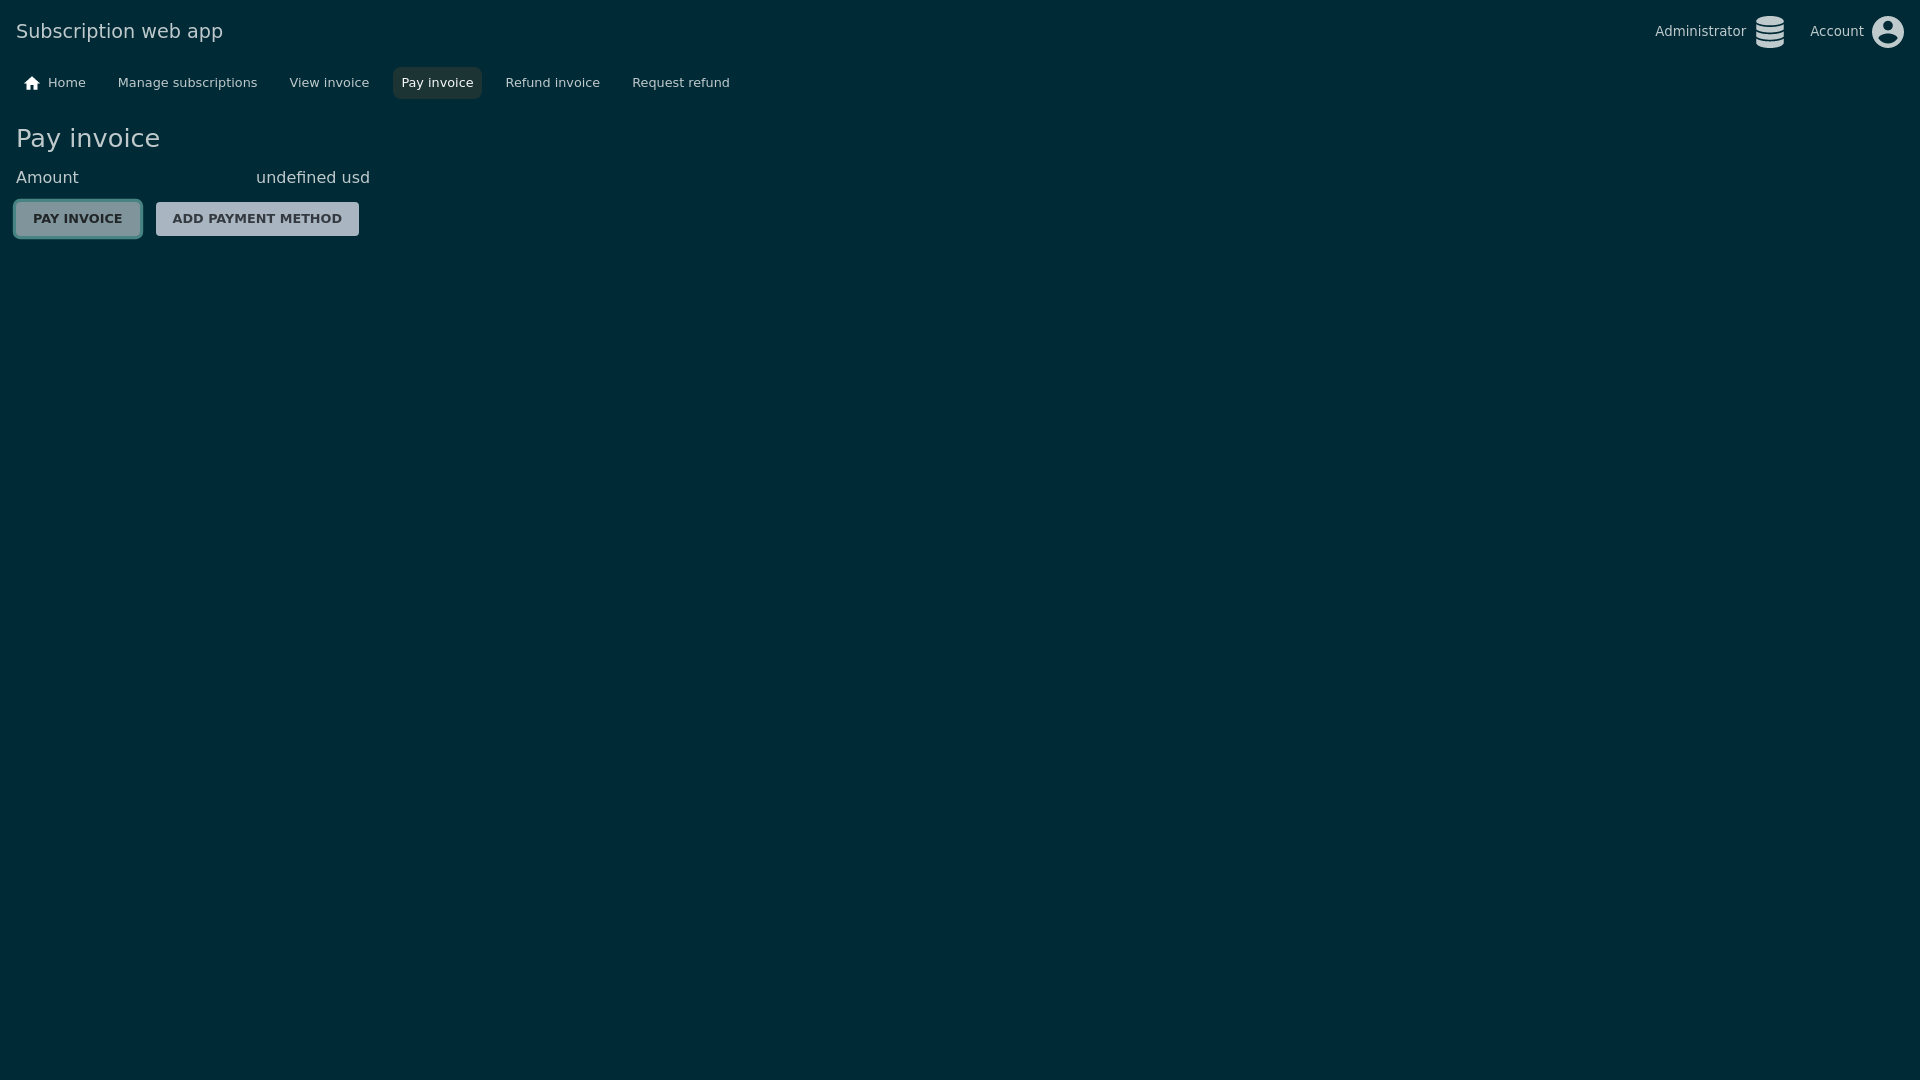 Subscription web app
Administrator
Account
Home
Manage subscriptions
View invoice
Pay invoice
Refund invoice
Request refund
Pay invoice
Amount
undefined usd
PAY INVOICE
ADD PAYMENT METHOD